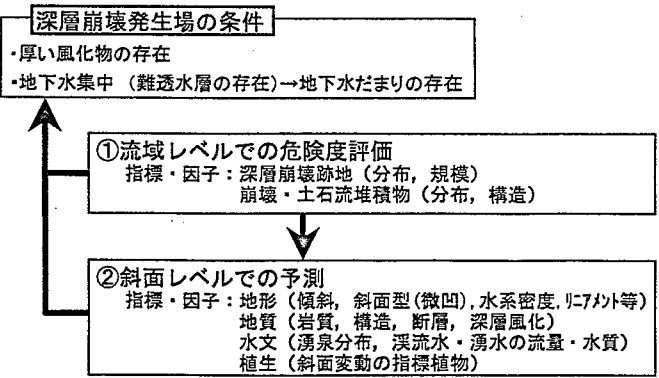 深層崩壊発生場の条件
・厚い風化物の存在
・地下水集中（難透水層の存在）→地下水だまりの存在
①流域レベルでの危険度評価
指標・因子：深層崩壊跡地（分布，規模）
崩壊・土石流堆積物（分布，構造）
②斜面レベルでの予測
指標・因子：地形（傾斜，斜面型(微凹)，水系密度，ﾘﾆｱﾒﾝﾄ等）
地質（岩質，構造，断層，深層風化）
水文（湧泉分布，渓流水・湧水の流量・水質）
植生（斜面変動の指標植物）